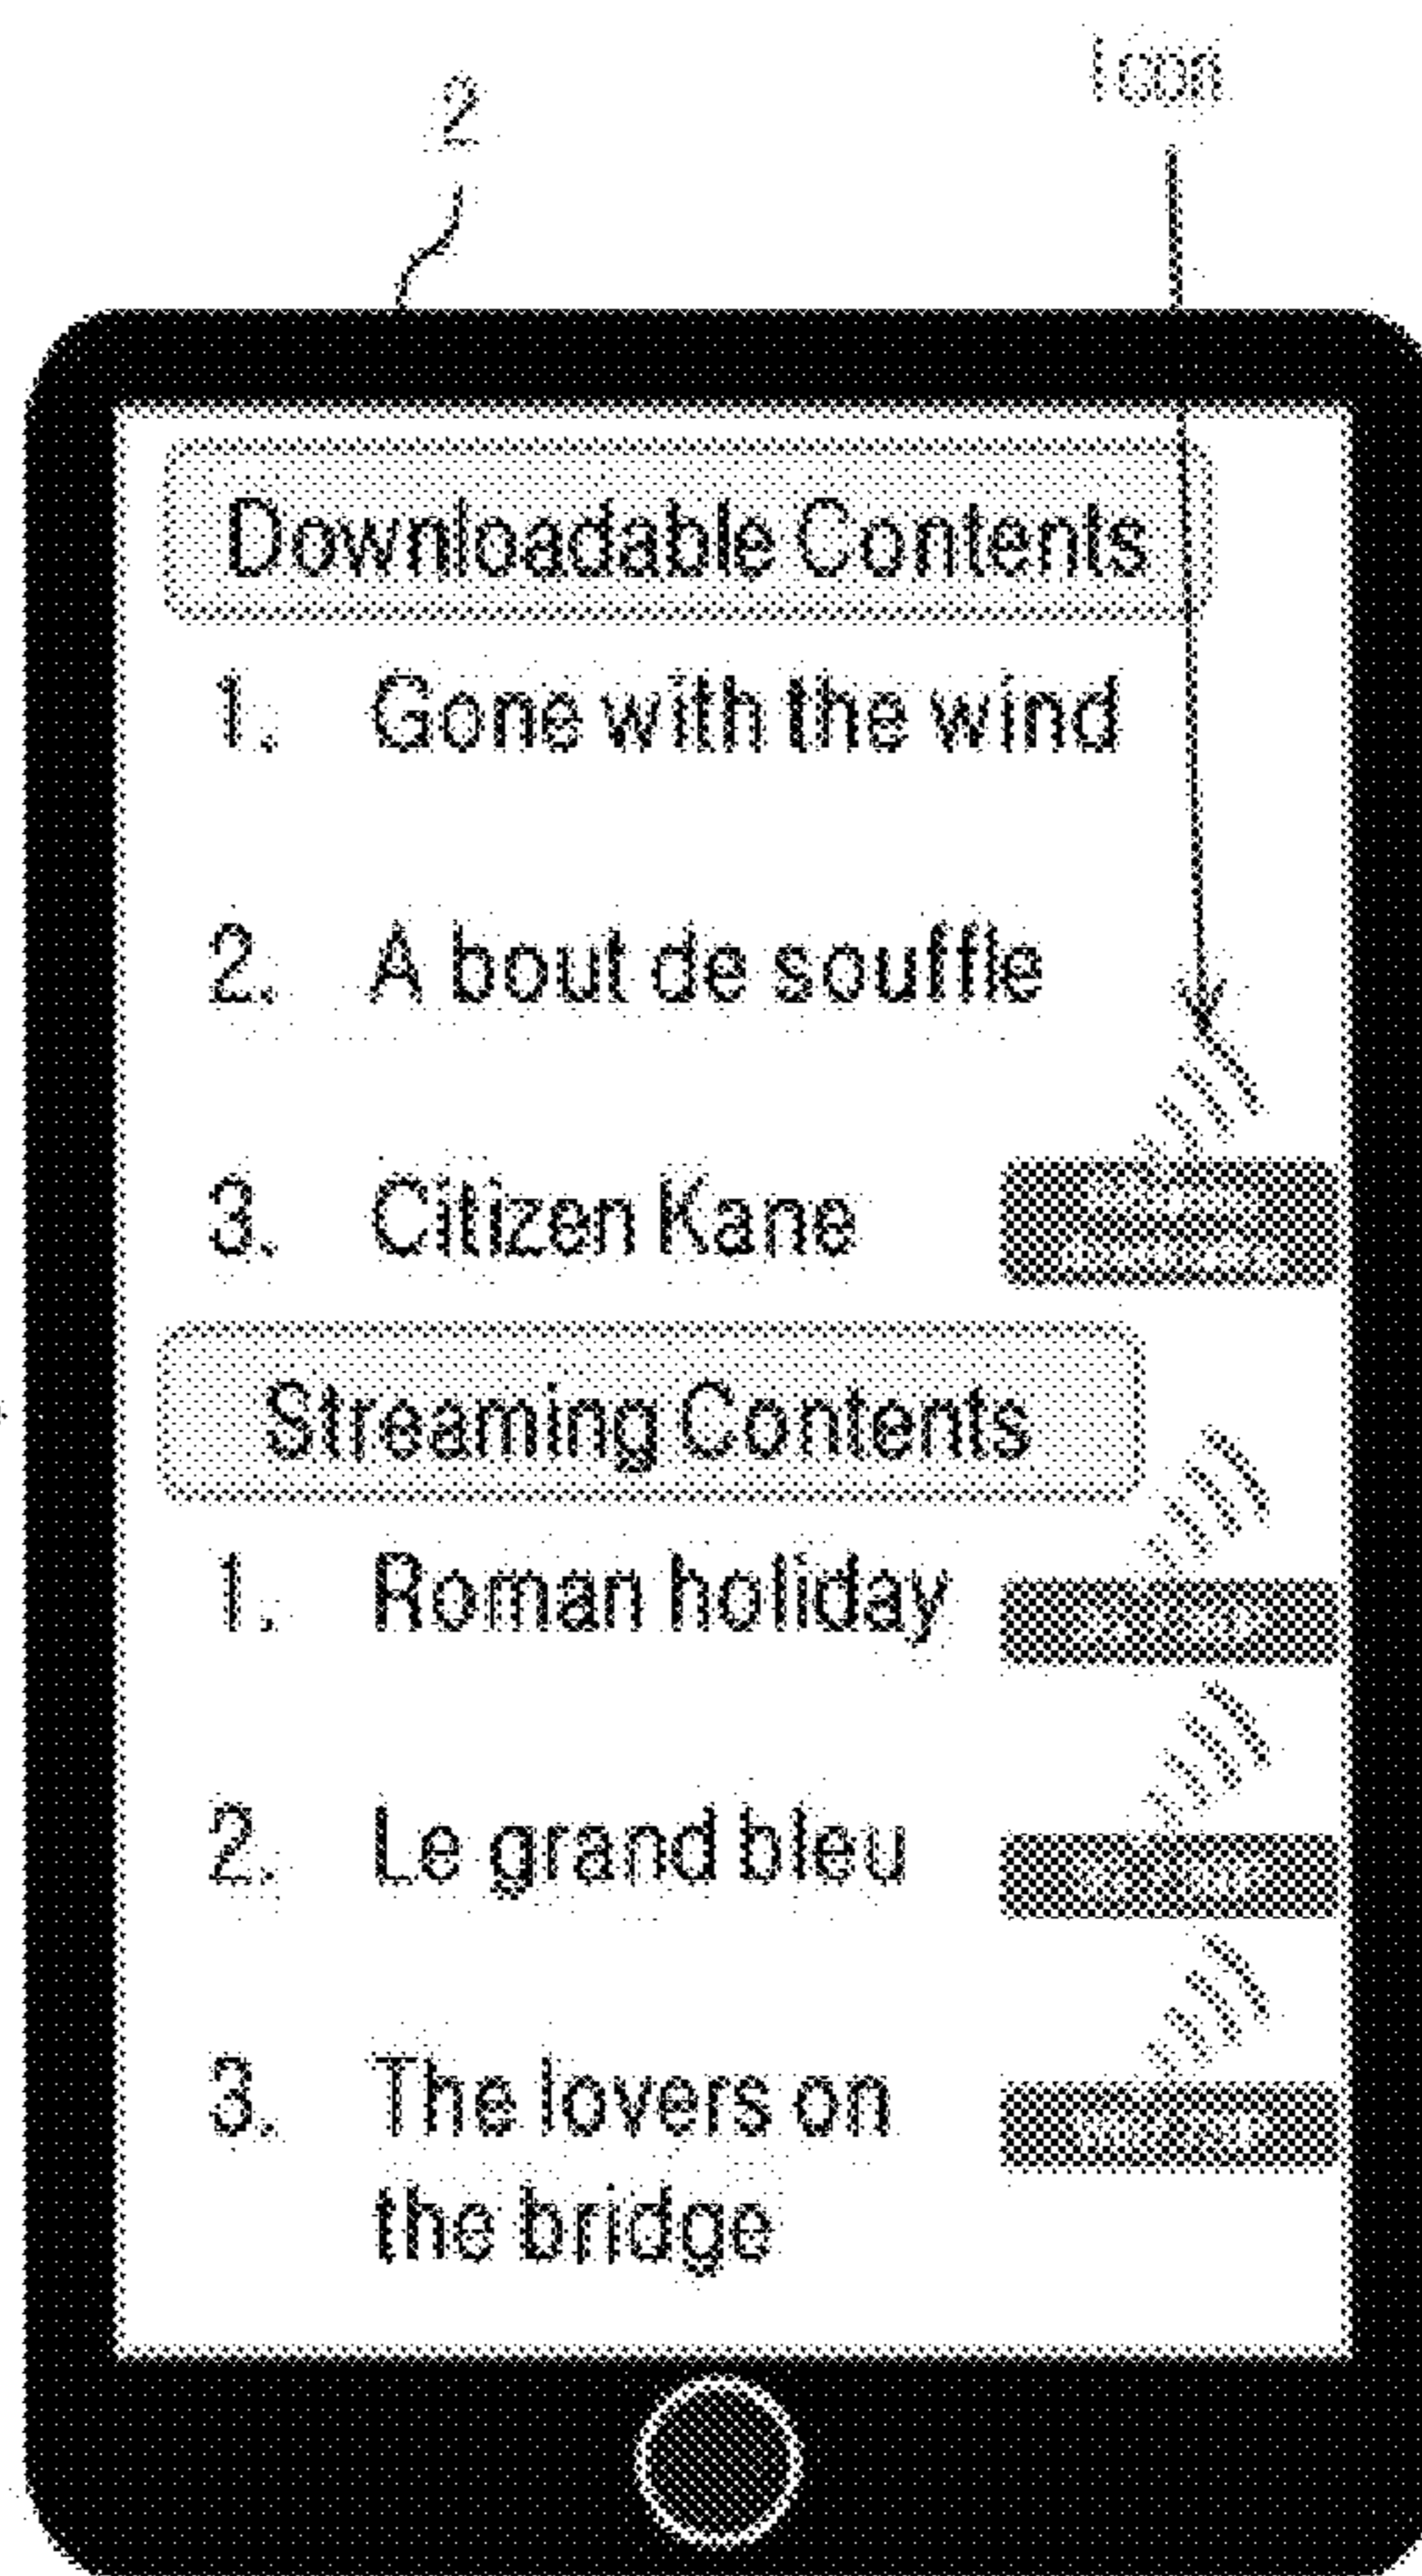 2
Icon
Downloadable Contents
1. Gone with the wind
2. A bout de souffle
3. Citizen Kane
Streaming Contents
1. Roman holiday
2. Le grand bleu
3. The lovers on
the bridge